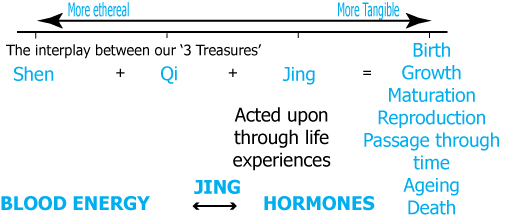 More ethereal More Tangible
The interplay between our ‘3 Treasures’
Shen + Qi + Jing =
Birth
Growth
Maturation
Reproduction
Passage through
time
Ageing
Death
Acted upon
through life
experiences
JING
BLOOD ENERGY HORMONES